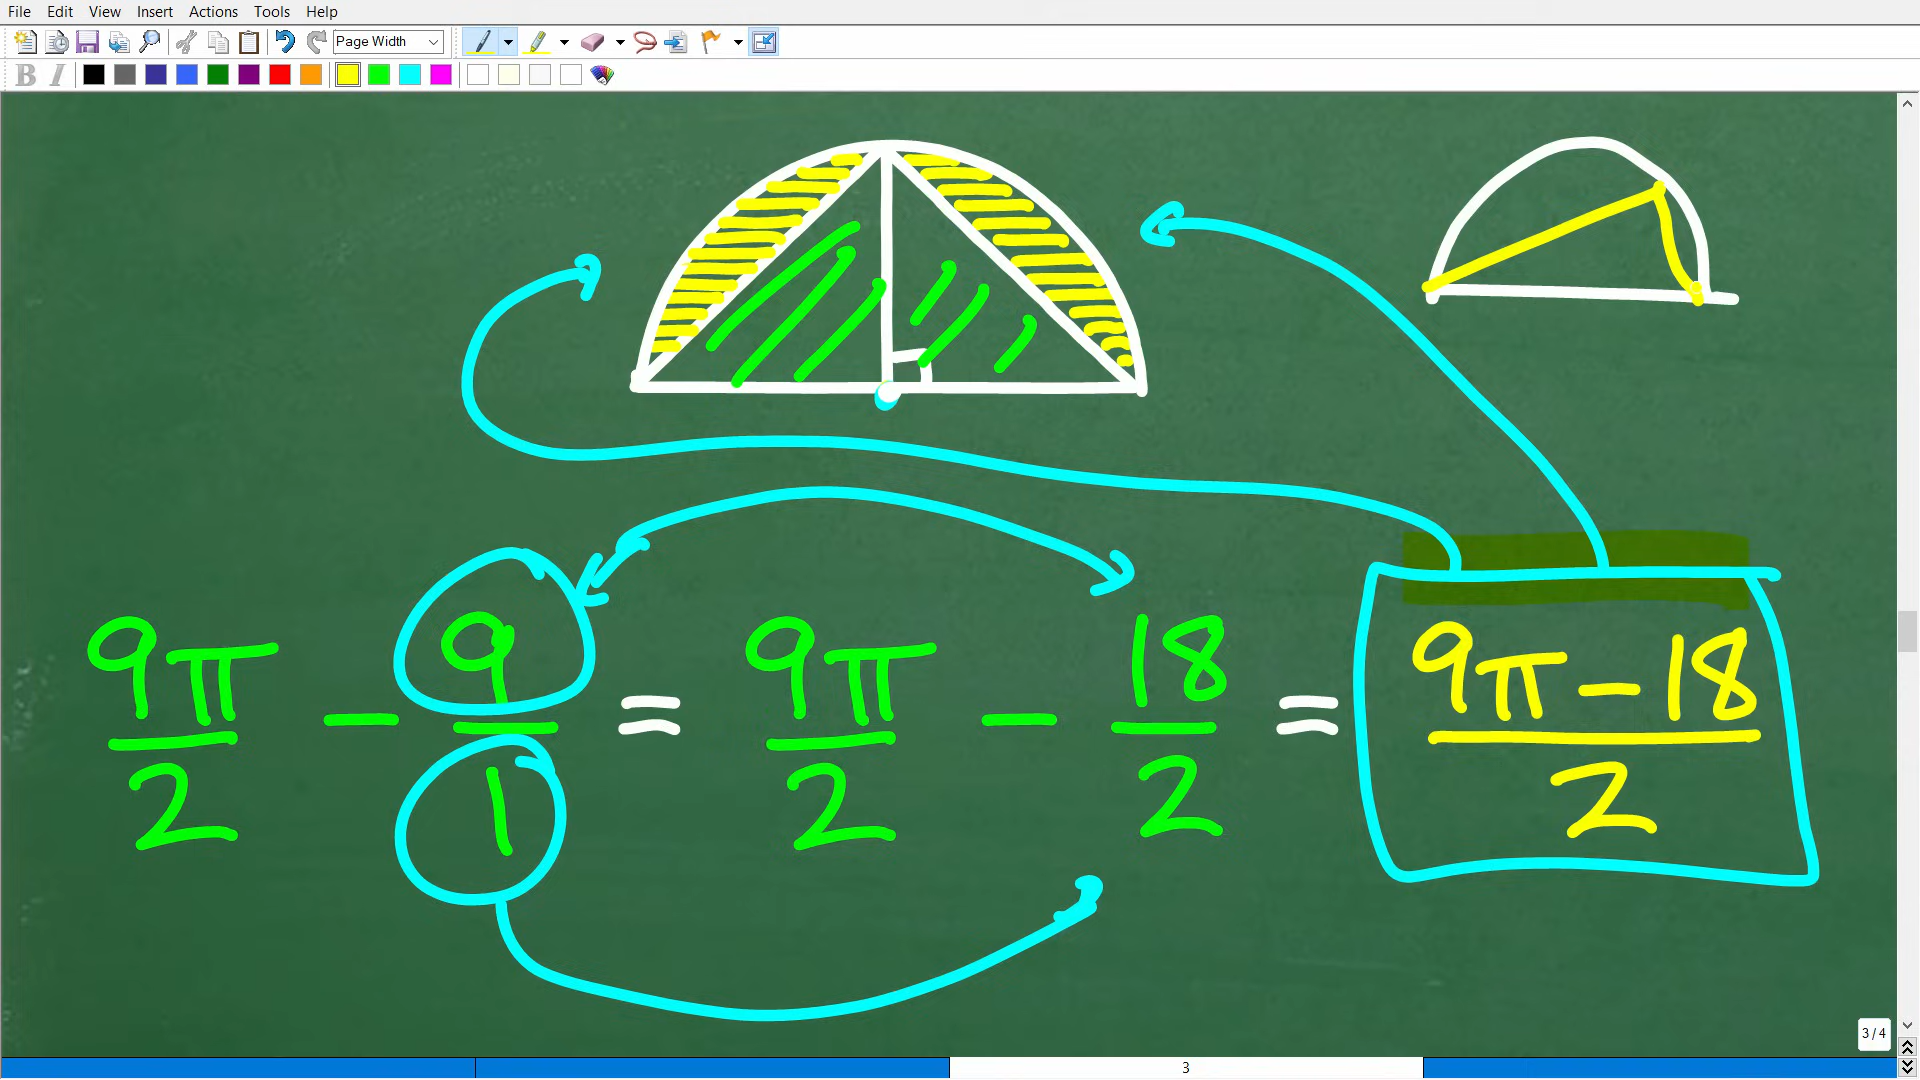 File Edit View Insert Actions Tools Help
Page Width
B I
9π/2 - 9/1 = 9π/2 - 18/2 = 9π-18/2
3 / 4
3